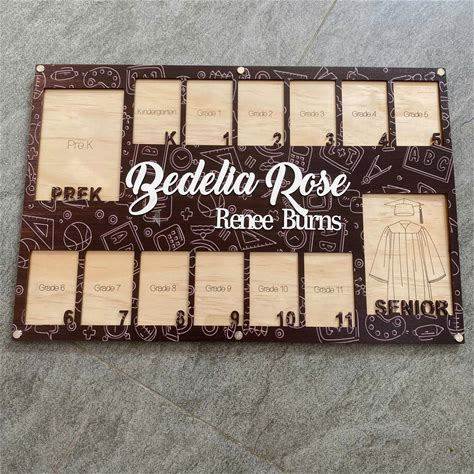 Pre K
PREK
Kindergarten
K
Grade 1
1
Grade 2
2
Grade 3
3
Grade 4
4
Grade 5
5
Bedelia Rose
Renee Burns
Grade 6
6
Grade 7
7
Grade 8
8
Grade 9
9
Grade 10
10
Grade 11
11
SENIOR